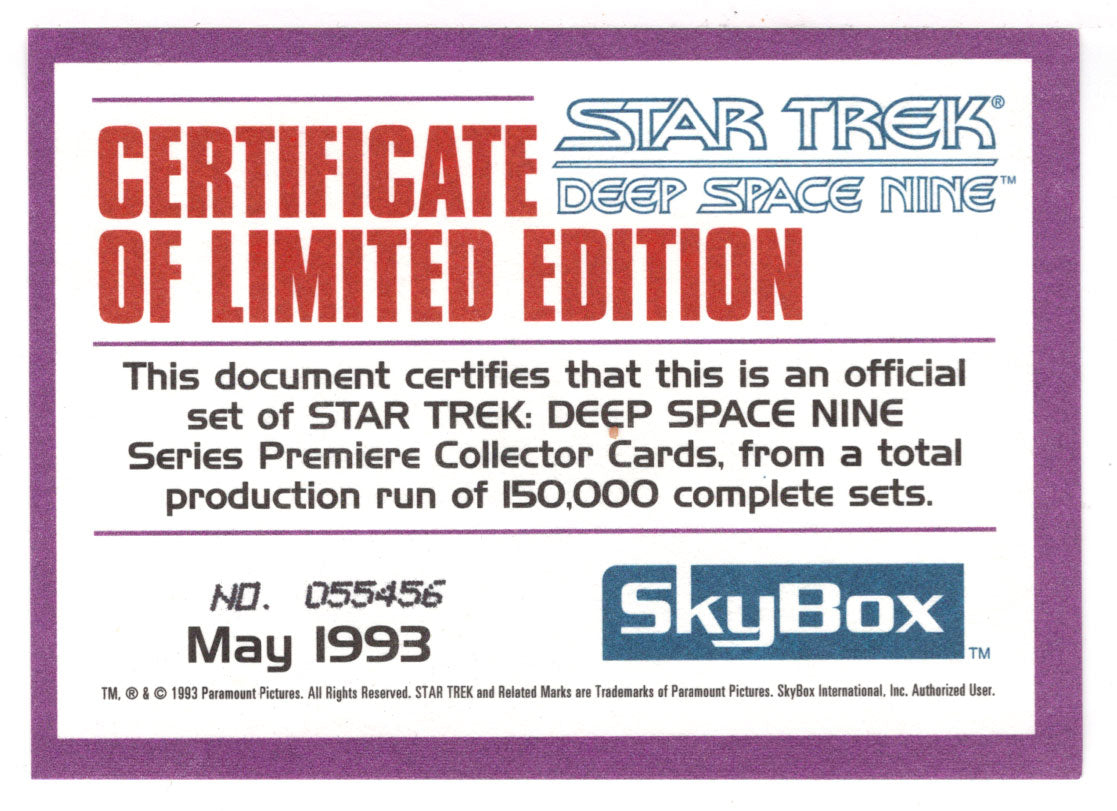 CERTIFICATE
STAR TREK®
DEEP SPACE NINE™
OF LIMITED EDITION
This document certifies that this is an official
set of STAR TREK: DEEP SPACE NINE
Series Premiere Collector Cards, from a total
production run of 150,000 complete sets.
NO. 055456
May 1993
SkyBox™
TM, ® & © 1993 Paramount Pictures. All Rights Reserved. STAR TREK and Related Marks are Trademarks of Paramount Pictures. SkyBox International, Inc. Authorized User.